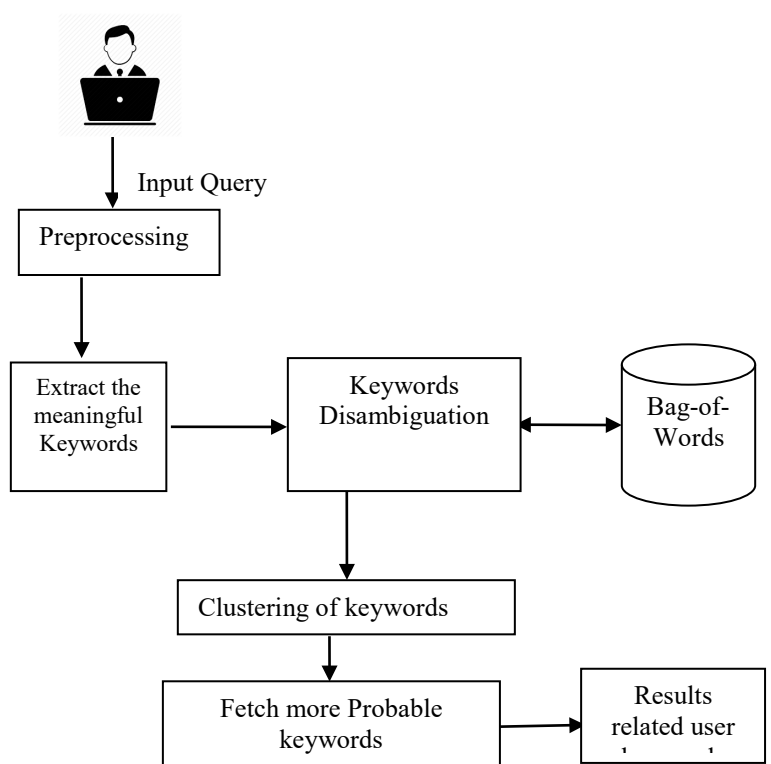 Input Query
Preprocessing
Extract the
meaningful
Keywords
Keywords
Disambiguation
Bag-of-
Words
Clustering of keywords
Fetch more Probable
keywords
Results
related user